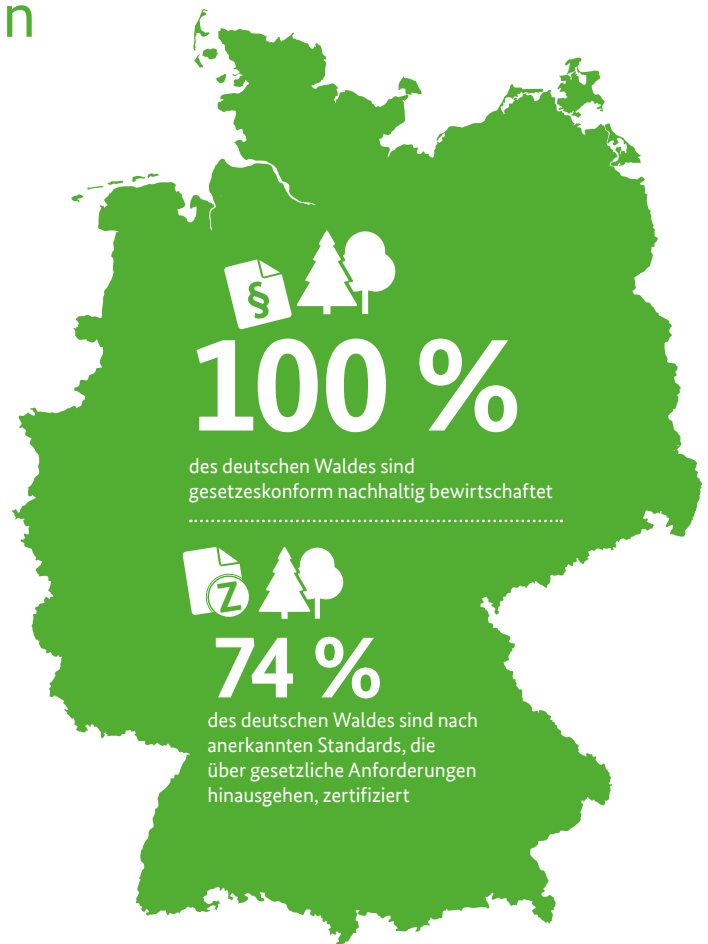 n
§
100 %
des deutschen Waldes sind
gesetzeskonform nachhaltig bewirtschaftet
Z
74 %
des deutschen Waldes sind nach
anerkannten Standards, die
über gesetzliche Anforderungen
hinausgehen, zertifiziert